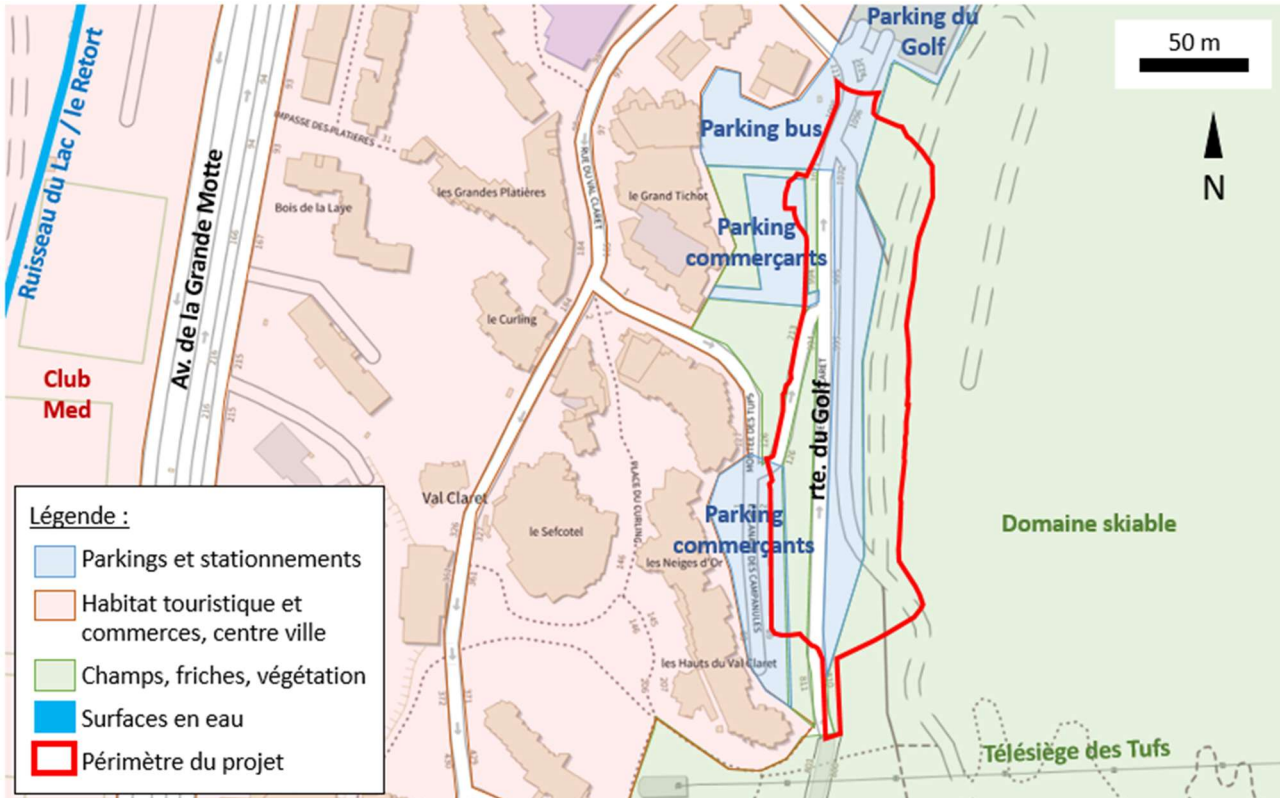 Parking du
Golf
50 m
N
Ruisseau du Lac / le Retort
Av. de la Grande Motte
IMPASSE DES PLATIERES
31
Bois de la Laye
les Grandes Platières
RUE DU VAL CLARET
le Grand Tichot
Parking bus
Parking
commerçants
le Curling
Club
Med
MONTÉE DES TUFS
rte. du Golf
Val Claret
le Sefcotel
PLACE DU CURLING
Parking
commerçants
les Neiges d'Or
DES CAMPANULES
les Hauts du Val Claret
Domaine skiable
Télésiège des Tufs
Légende :
Parkings et stationnements
Habitat touristique et
commerces, centre ville
Champs, friches, végétation
Surfaces en eau
Périmètre du projet